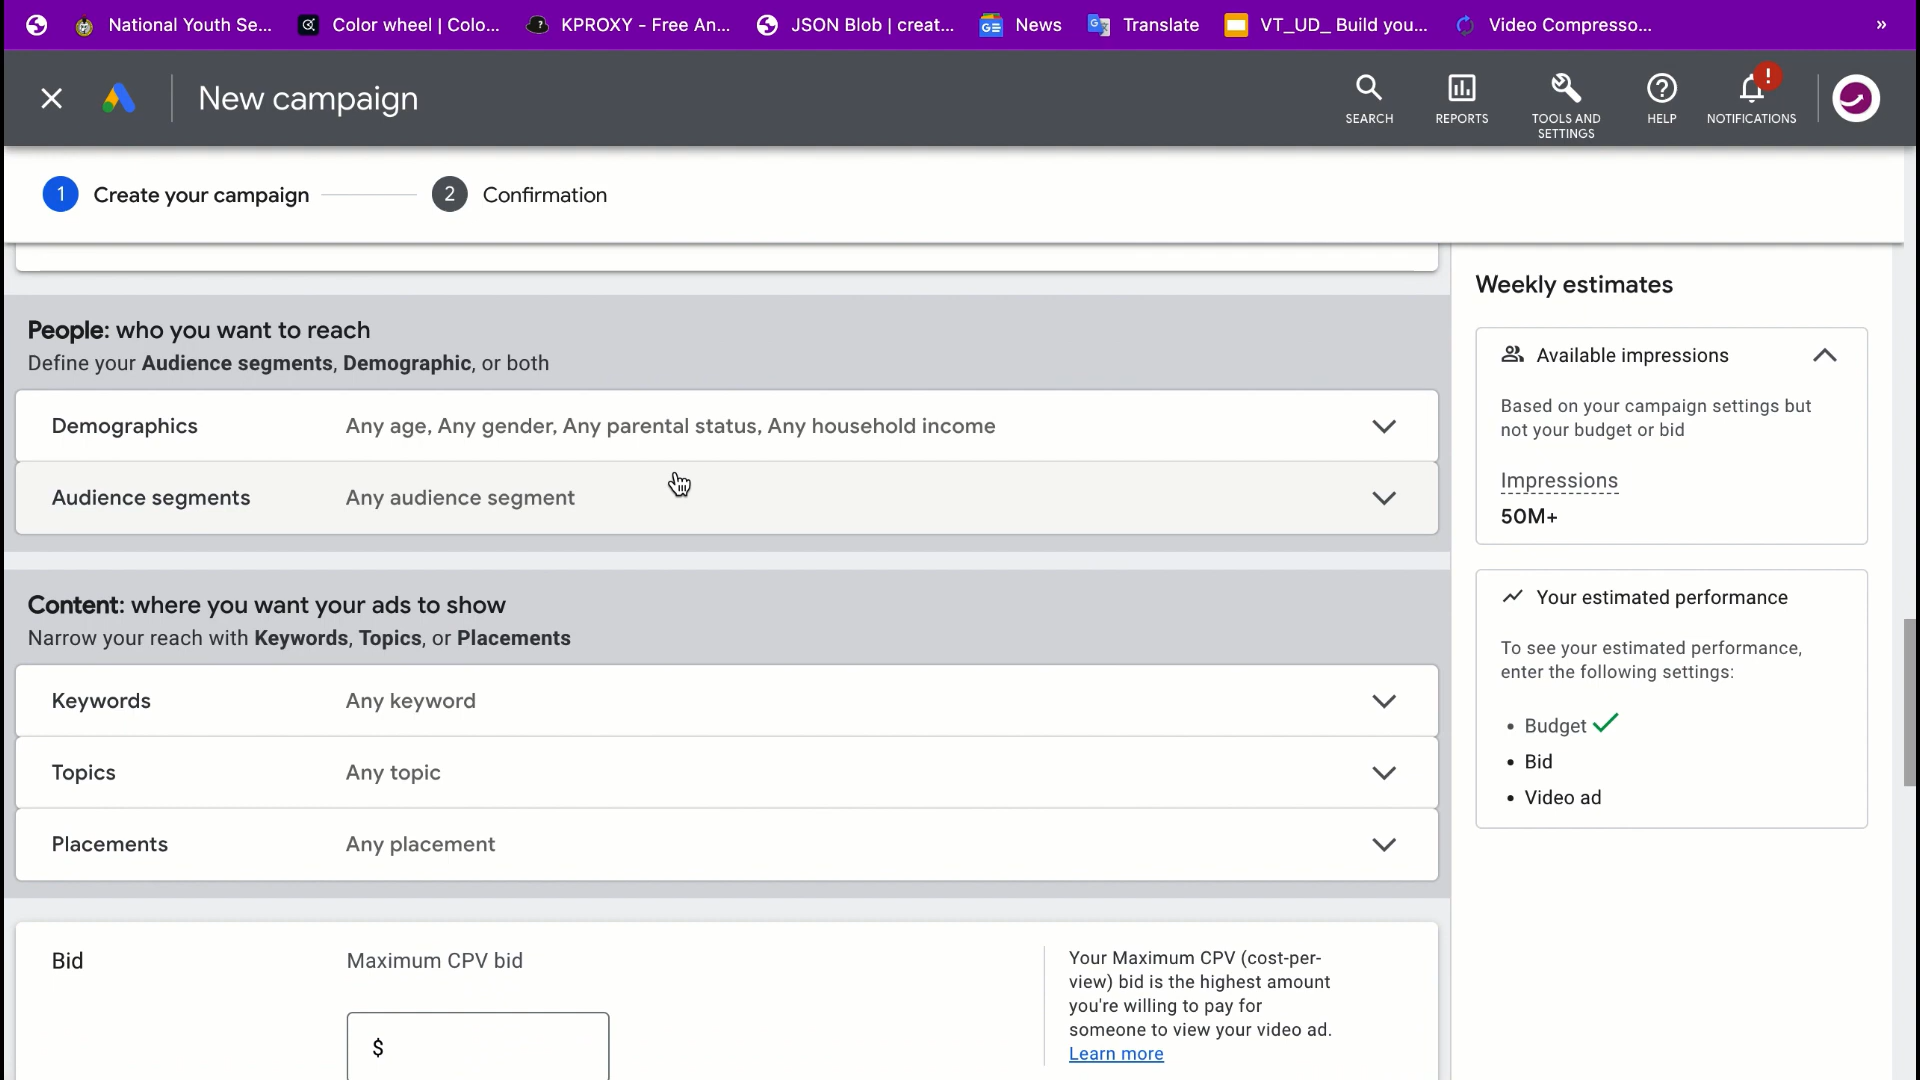 National Youth Se...
Color wheel | Colo...
KPROXY - Free An...
JSON Blob | creat...
News
Translate
VT_UD_ Build you...
Video Compresso...
»
New campaign
SEARCH
REPORTS
TOOLS AND
SETTINGS
HELP
!
NOTIFICATIONS
1 Create your campaign
2 Confirmation
People: who you want to reach
Define your Audience segments, Demographic, or both
Demographics Any age, Any gender, Any parental status, Any household income
Audience segments Any audience segment
Content: where you want your ads to show
Narrow your reach with Keywords, Topics, or Placements
Keywords Any keyword
Topics Any topic
Placements Any placement
Bid Maximum CPV bid
$
Your Maximum CPV (cost-per-
view) bid is the highest amount
you're willing to pay for
someone to view your video ad.
Learn more
Weekly estimates
Available impressions
Based on your campaign settings but
not your budget or bid
Impressions
50M+
Your estimated performance
To see your estimated performance,
enter the following settings:
• Budget ✓
• Bid
• Video ad